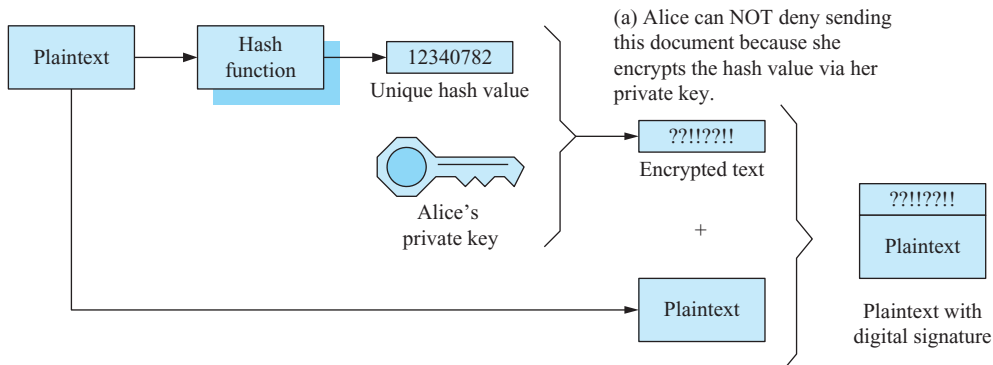 Plaintext
Hash
function
12340782
Unique hash value
(a) Alice can NOT deny sending
this document because she
encrypts the hash value via her
private key.
??!!??!!
Encrypted text
Alice's
private key
+
Plaintext
??!!??!!
Plaintext
Plaintext with
digital signature